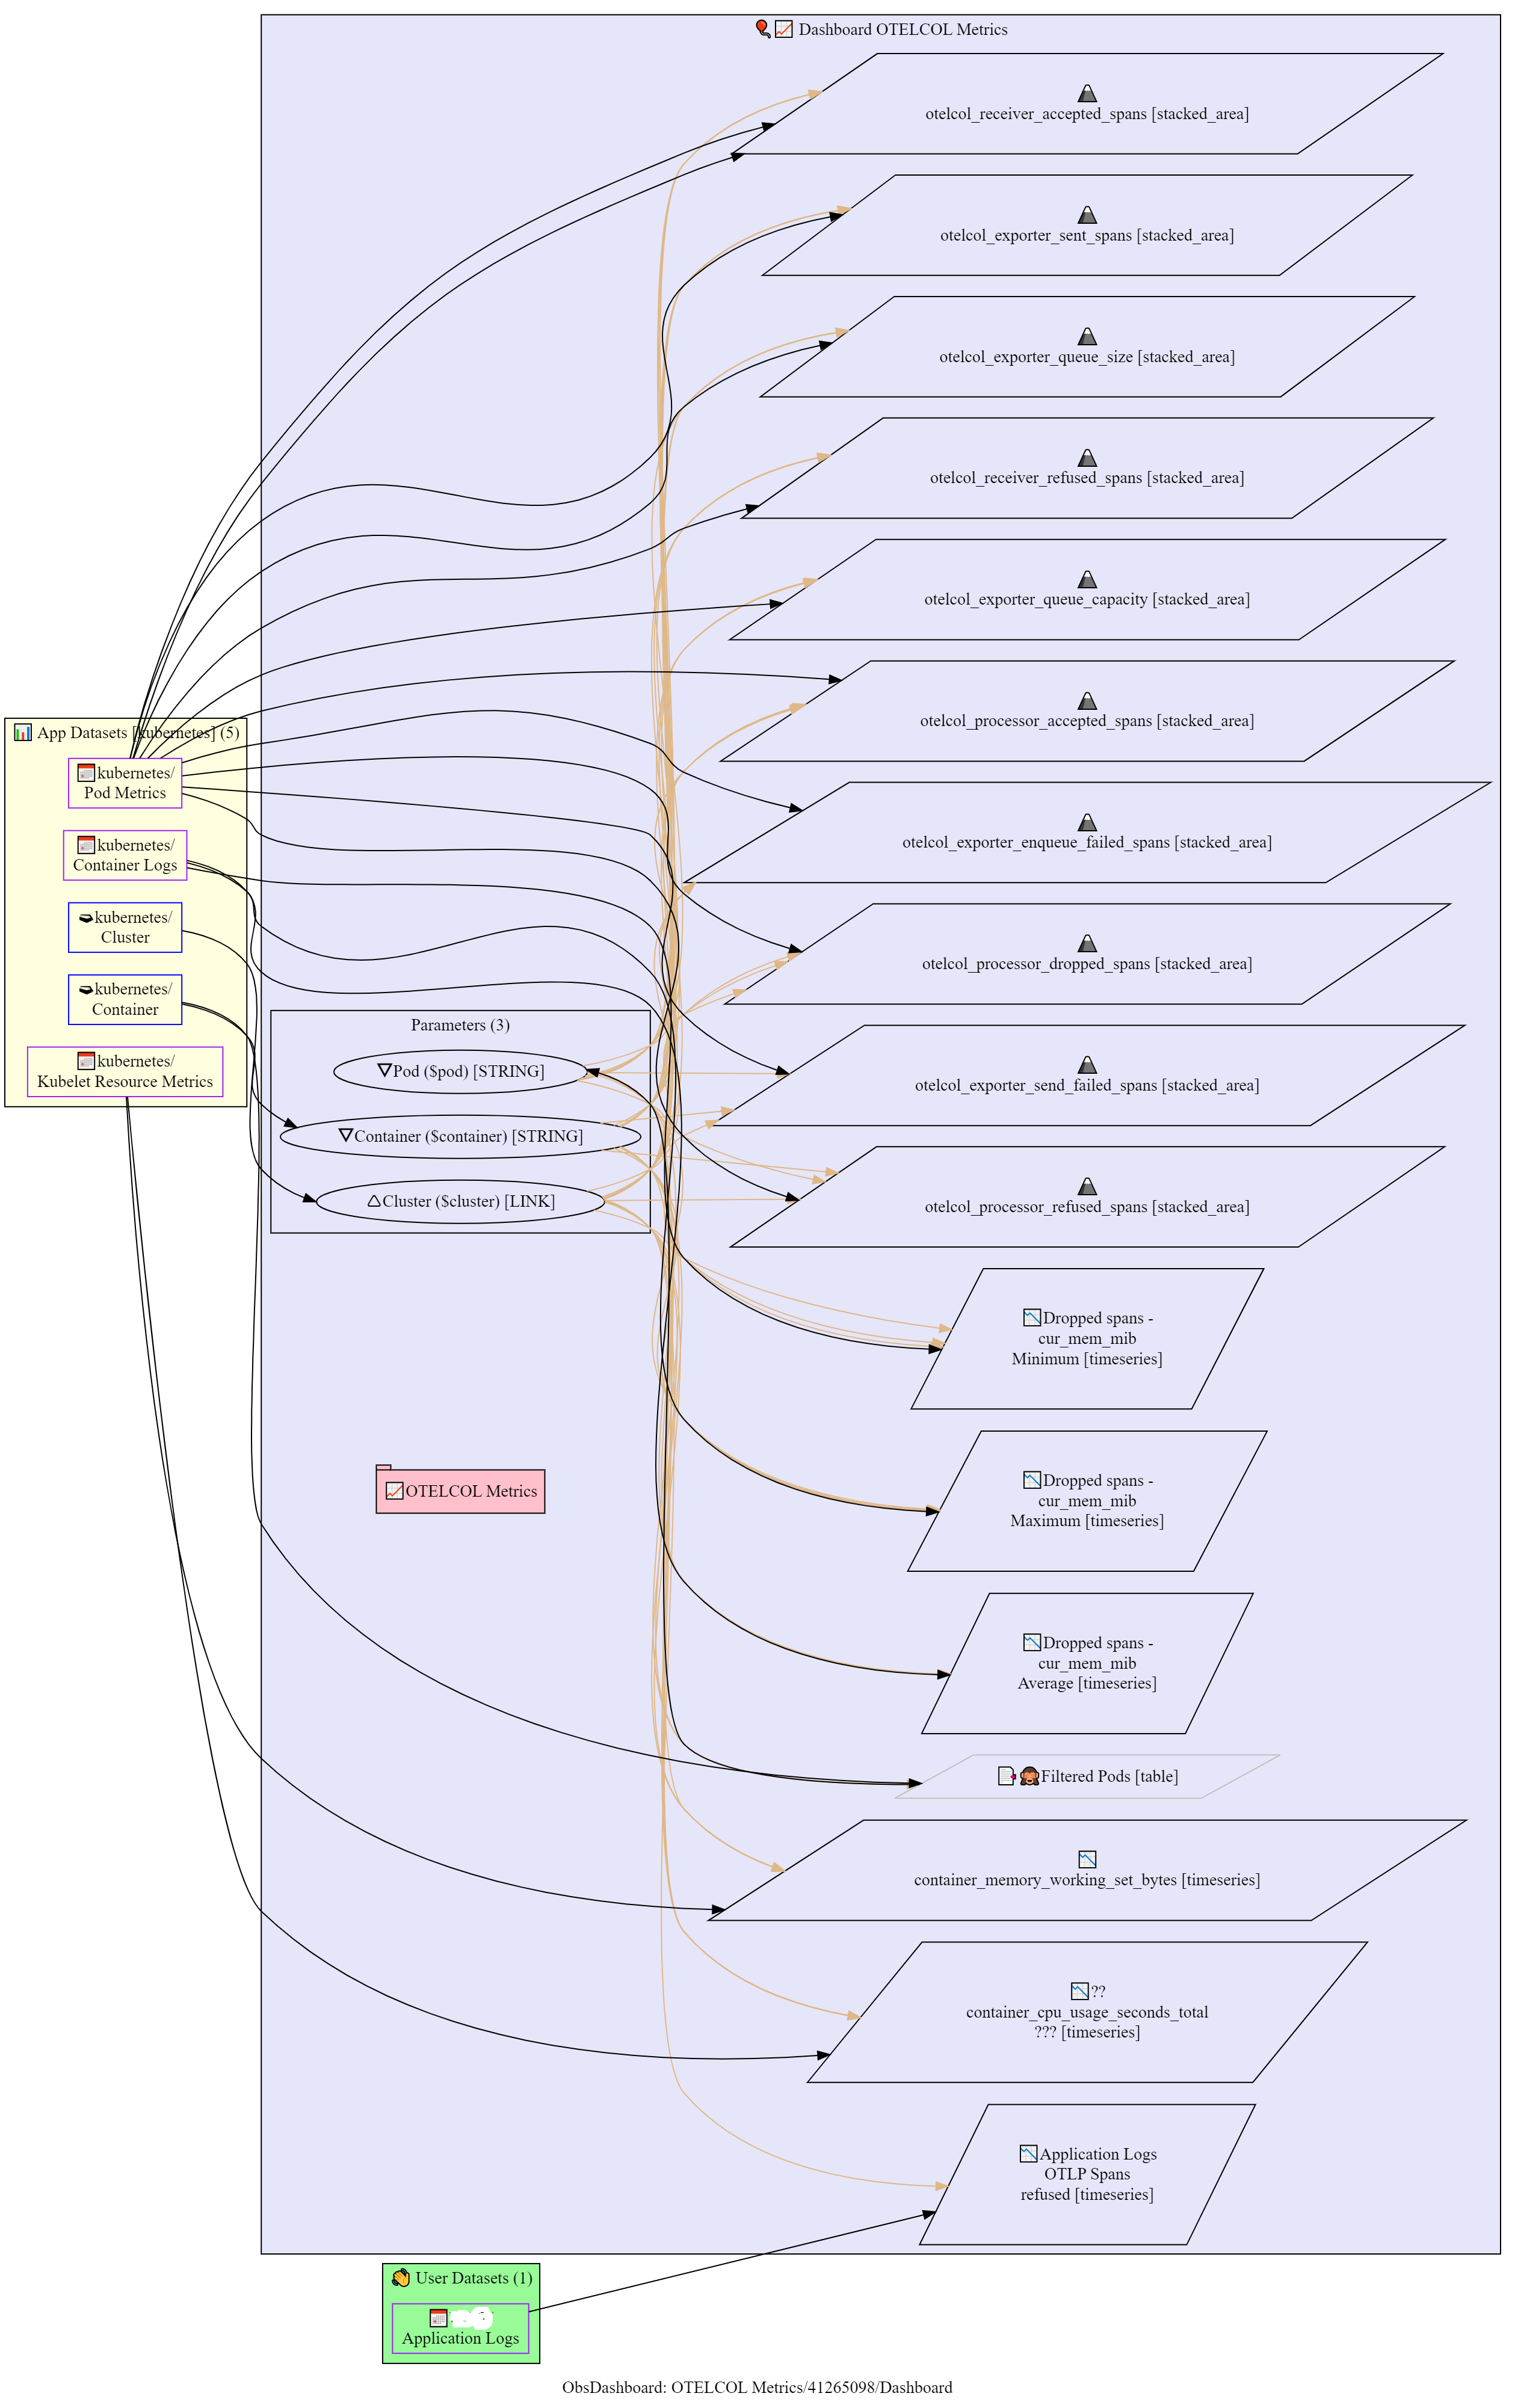 Dashboard OTELCOL Metrics
otelcol_receiver_accepted_spans [stacked_area]
otelcol_exporter_sent_spans [stacked_area]
otelcol_exporter_queue_size [stacked_area]
otelcol_receiver_refused_spans [stacked_area]
otelcol_exporter_queue_capacity [stacked_area]
otelcol_processor_accepted_spans [stacked_area]
App Datasets [kubernetes] (5)
kubernetes/
Pod Metrics
kubernetes/
Container Logs
kubernetes/
Cluster
kubernetes/
Container
kubernetes/
Kubelet Resource Metrics
otelcol_exporter_enqueue_failed_spans [stacked_area]
otelcol_processor_dropped_spans [stacked_area]
Parameters (3)
Pod ($pod) [STRING]
Container ($container) [STRING]
Cluster ($cluster) [LINK]
otelcol_exporter_send_failed_spans [stacked_area]
otelcol_processor_refused_spans [stacked_area]
Dropped spans -
cur_mem_mib
Minimum [timeseries]
OTELCOL Metrics
Dropped spans -
cur_mem_mib
Maximum [timeseries]
Dropped spans -
cur_mem_mib
Average [timeseries]
Filtered Pods [table]
container_memory_working_set_bytes [timeseries]
??
container_cpu_usage_seconds_total
??? [timeseries]
Application Logs
OTLP Spans
refused [timeseries]
User Datasets (1)
Application Logs
ObsDashboard: OTELCOL Metrics/41265098/Dashboard